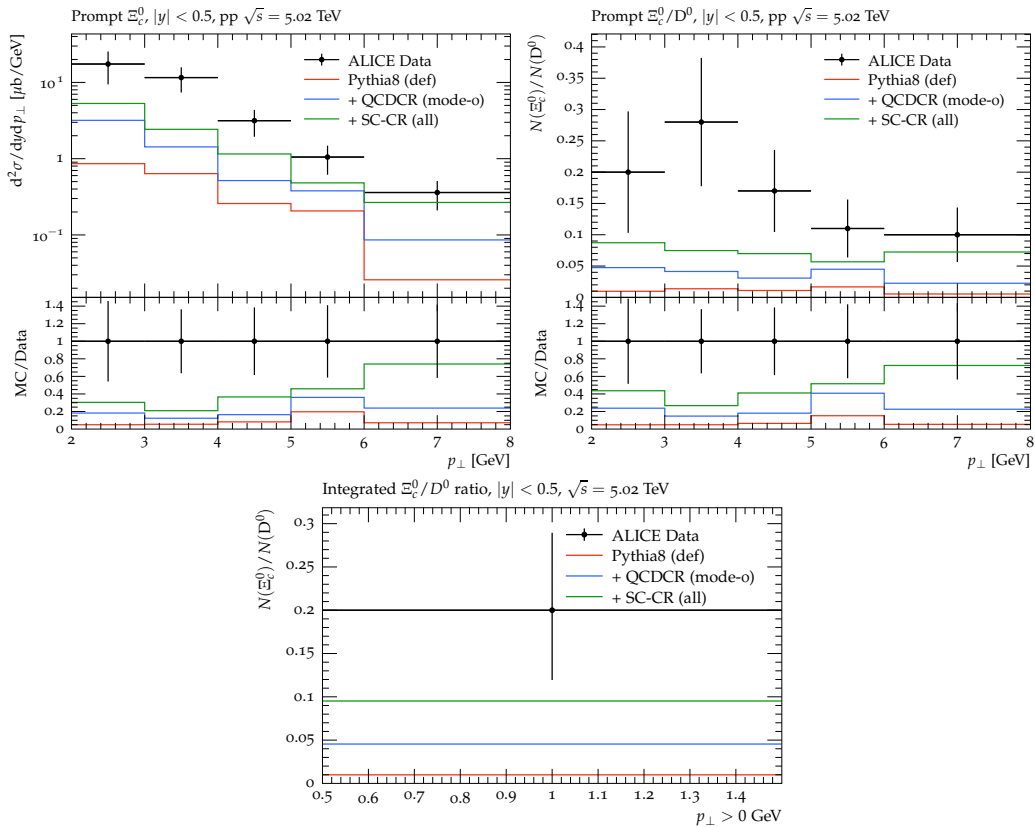 Prompt Ξ_c^0, |y| < 0.5, pp √s = 5.02 TeV
d²σ/dydp⊥ [μb/GeV]
10^1
1
10^−1
ALICE Data
Pythia8 (def)
+ QCDCR (mode-0)
+ SC-CR (all)
MC/Data
1.4
1.2
1
0.8
0.6
0.4
0.2
0
2 3 4 5 6 7 8
p⊥ [GeV]
Prompt Ξ_c^0/D^0, |y| < 0.5, pp √s = 5.02 TeV
N(Ξ_c^0)/N(D^0)
0.4
0.35
0.3
0.25
0.2
0.15
0.1
0.05
0
ALICE Data
Pythia8 (def)
+ QCDCR (mode-0)
+ SC-CR (all)
MC/Data
1.4
1.2
1
0.8
0.6
0.4
0.2
0
2 3 4 5 6 7 8
p⊥ [GeV]
Integrated Ξ_c^0/D^0 ratio, |y| < 0.5, √s = 5.02 TeV
N(Ξ_c^0)/N(D^0)
0.3
0.25
0.2
0.15
0.1
0.05
0
ALICE Data
Pythia8 (def)
+ QCDCR (mode-0)
+ SC-CR (all)
0.5 0.6 0.7 0.8 0.9 1 1.1 1.2 1.3 1.4
p⊥ > 0 GeV